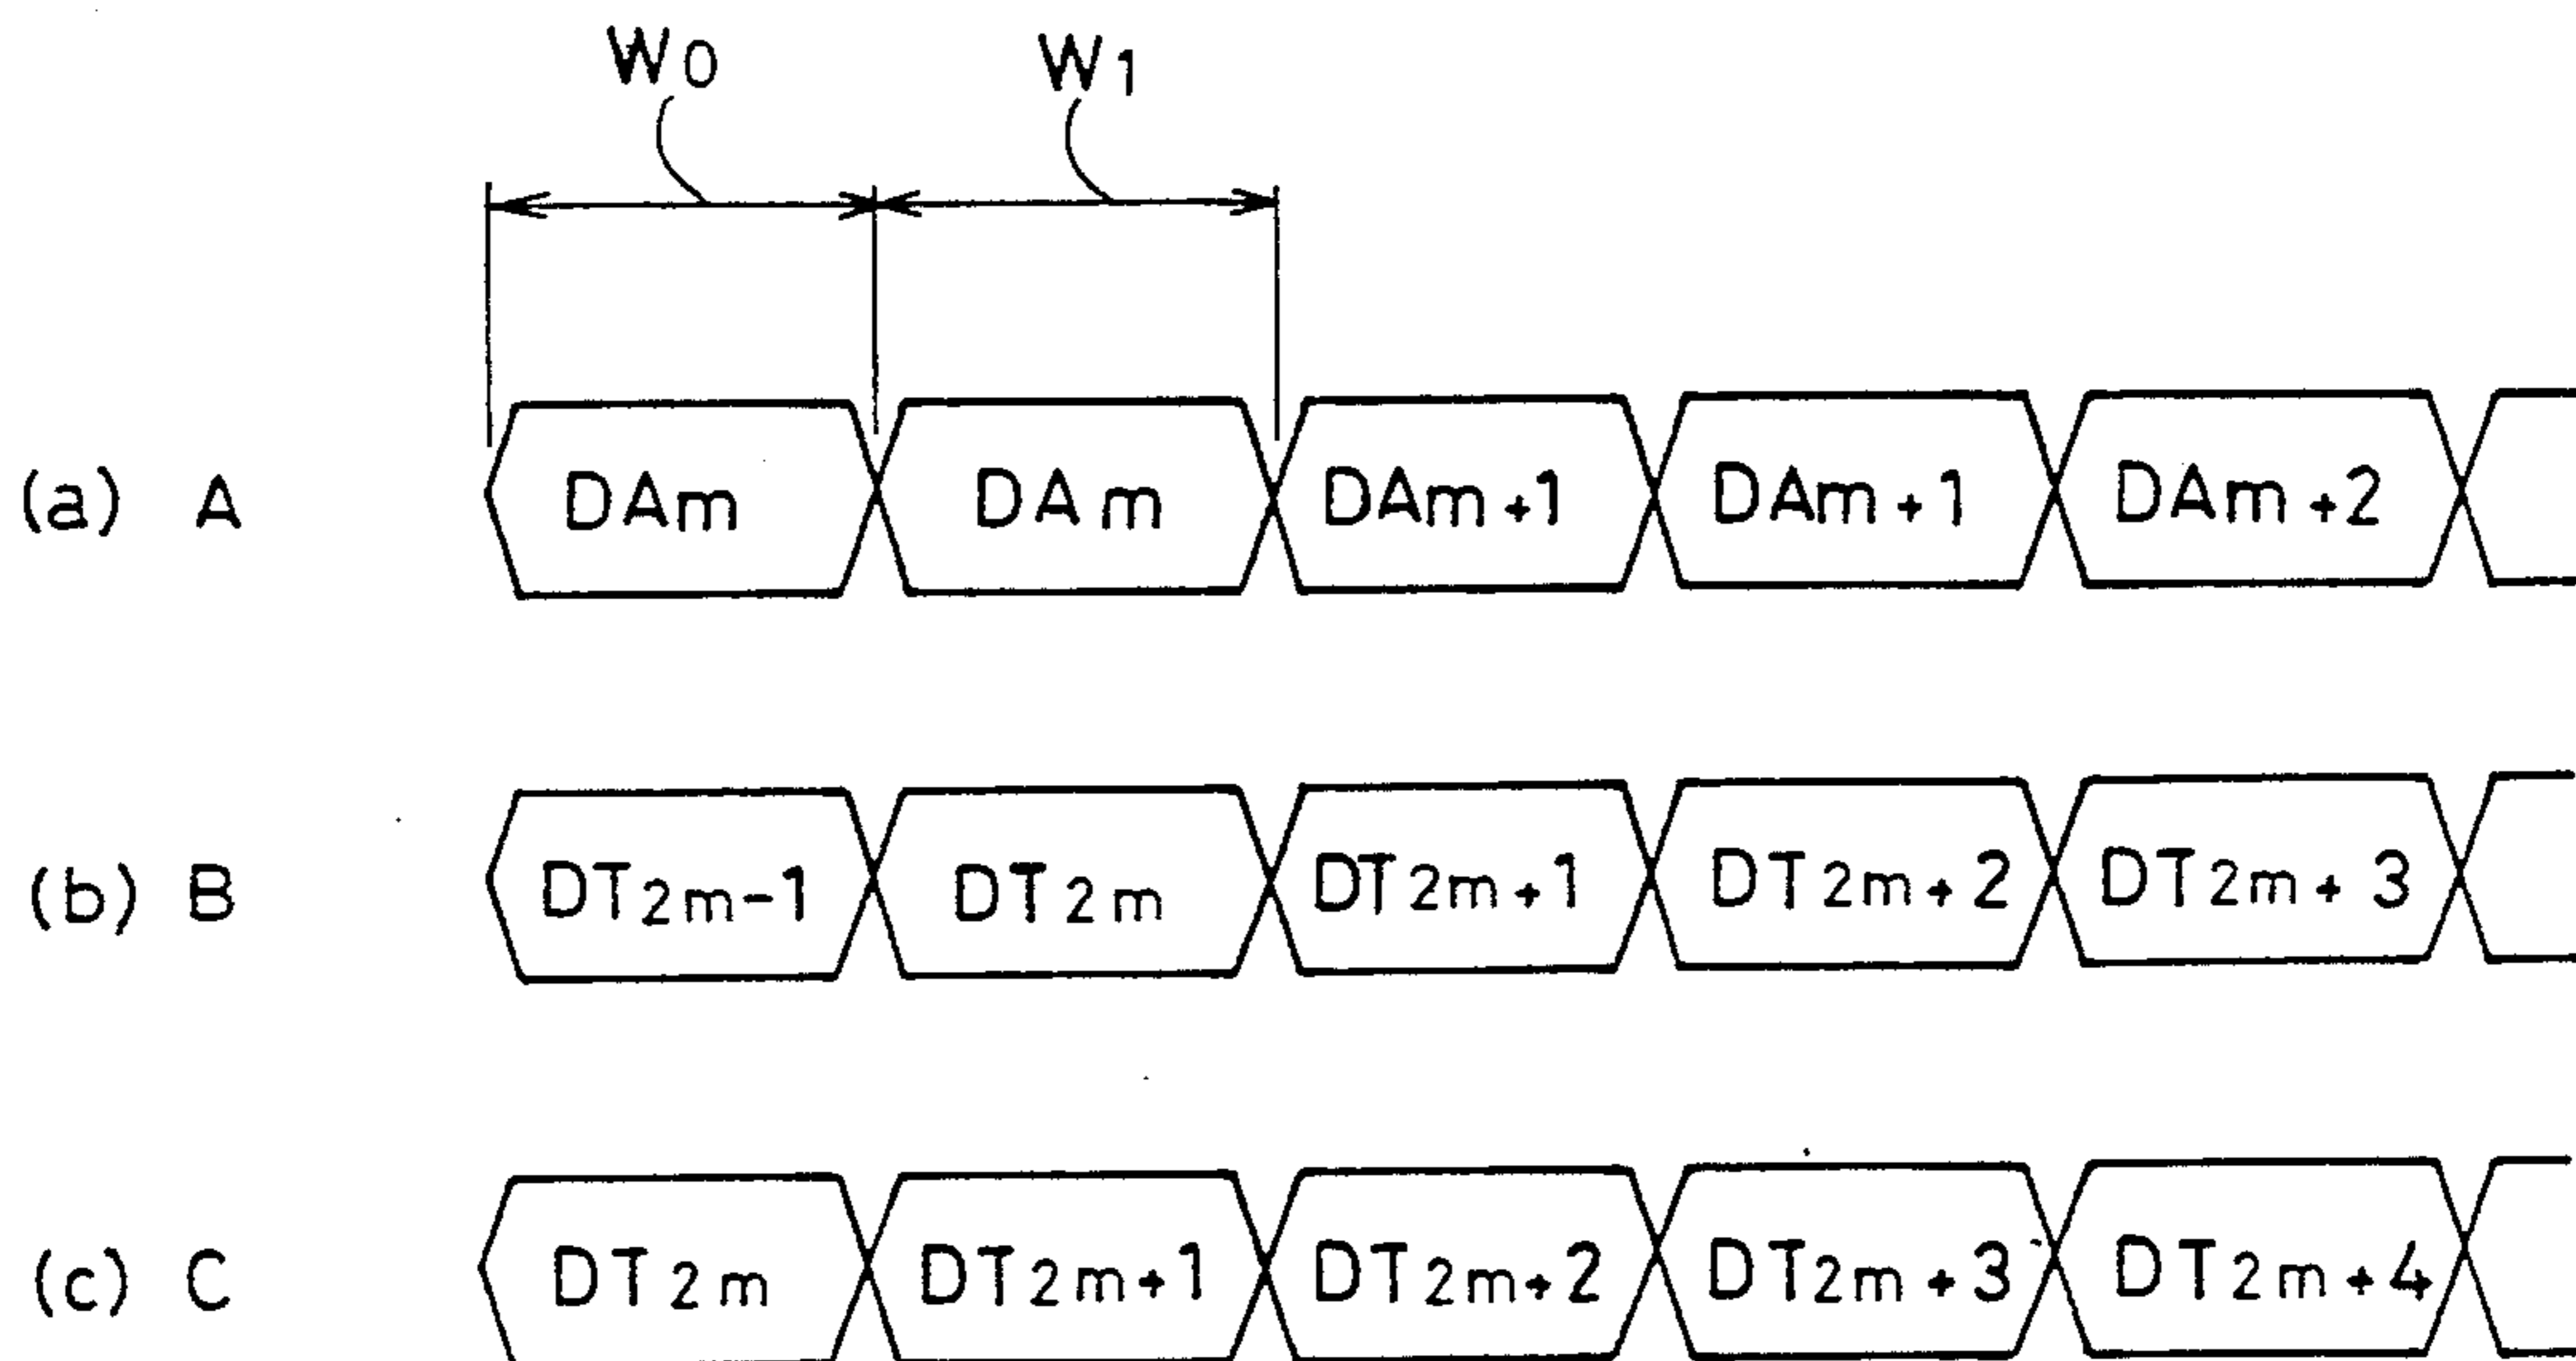 W0 W1
(a) A DAm DAm DAm+1 DAm+1 DAm+2
(b) B DT2m-1 DT2m DT2m+1 DT2m+2 DT2m+3
(c) C DT2m DT2m+1 DT2m+2 DT2m+3 DT2m+4